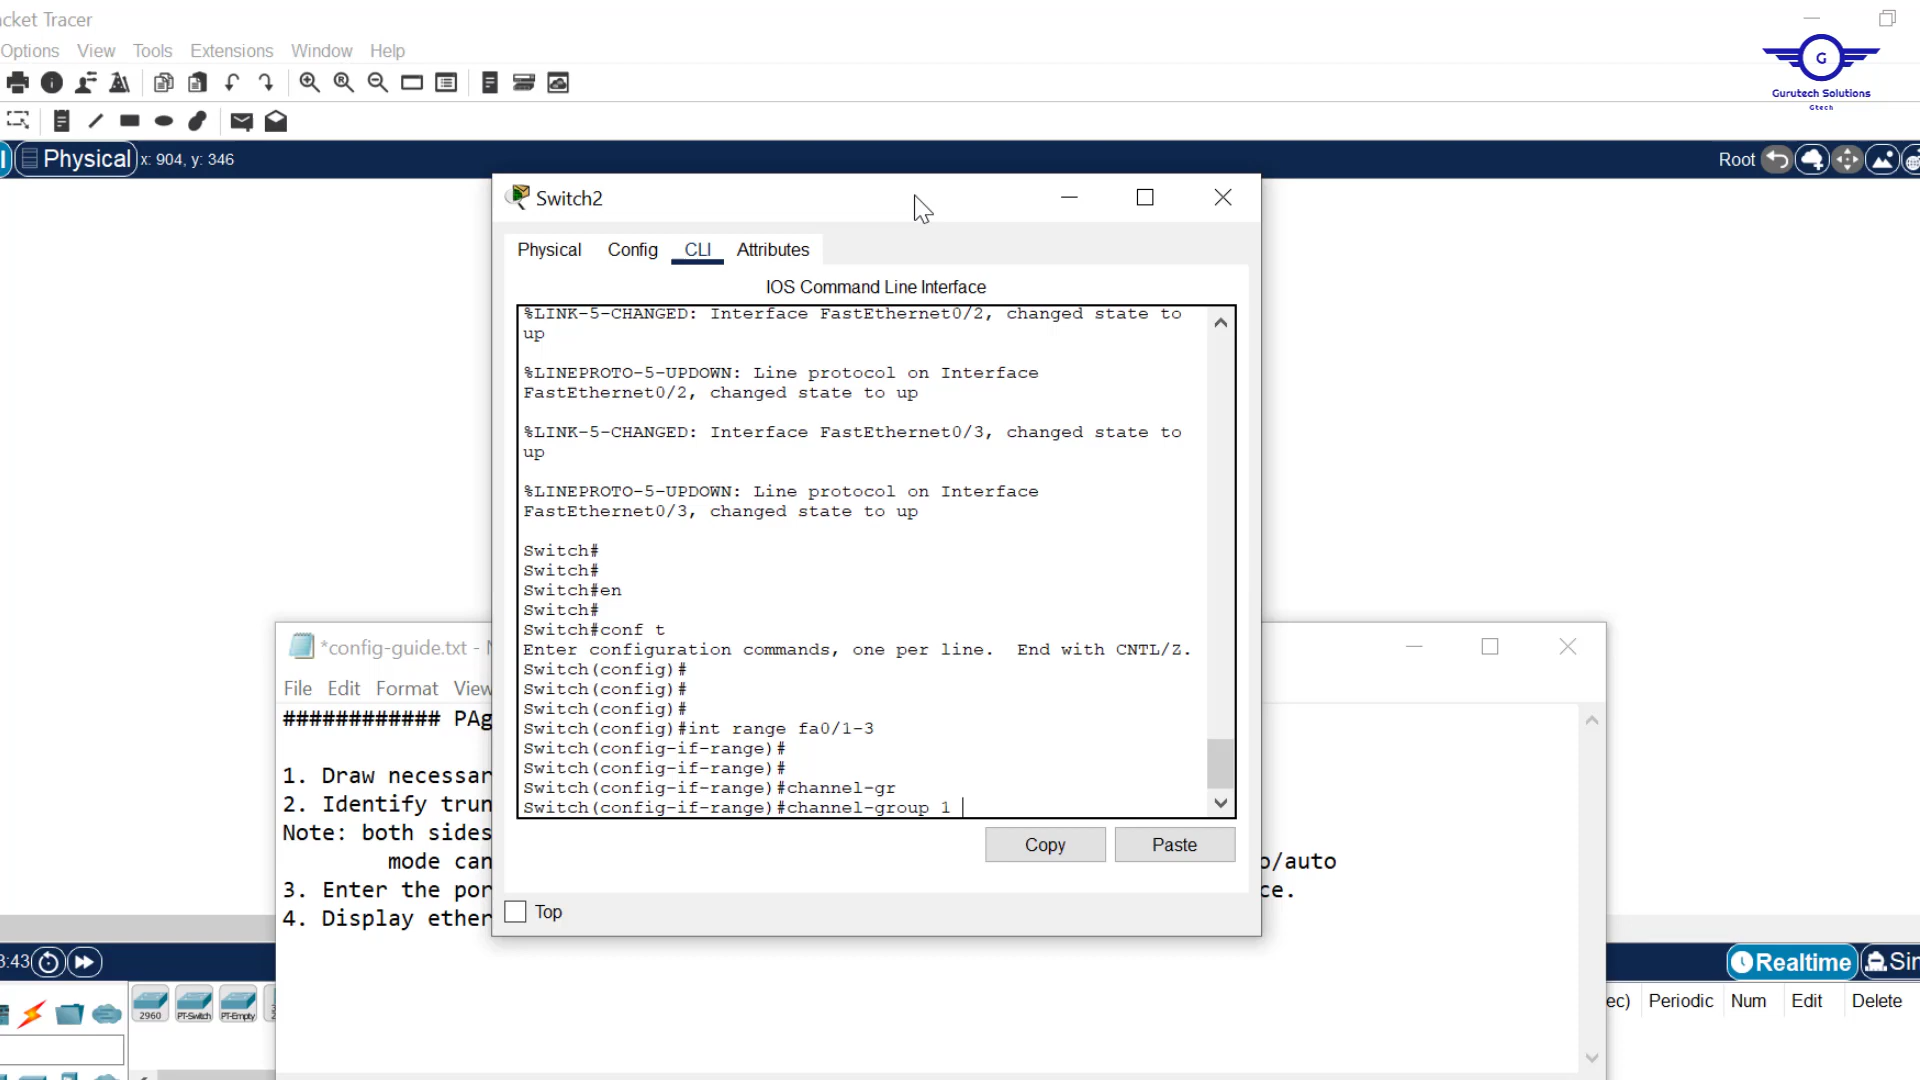 cket Tracer
Options View Tools Extensions Window Help
G
Gurutech Solutions
Gtech
Physical x: 904, y: 346
Root
Switch2
Physical Config CLI Attributes
IOS Command Line Interface
%LINK-5-CHANGED: Interface FastEthernet0/2, changed state to
up
%LINEPROTO-5-UPDOWN: Line protocol on Interface
FastEthernet0/2, changed state to up
%LINK-5-CHANGED: Interface FastEthernet0/3, changed state to
up
%LINEPROTO-5-UPDOWN: Line protocol on Interface
FastEthernet0/3, changed state to up
Switch#
Switch#
Switch#en
Switch#
Switch#conf t
Enter configuration commands, one per line. End with CNTL/Z.
Switch(config)#
Switch(config)#
Switch(config)#
Switch(config)#int range fa0/1-3
Switch(config-if-range)#
Switch(config-if-range)#
Switch(config-if-range)#channel-gr
Switch(config-if-range)#channel-group 1
Copy Paste
Top
*config-guide.txt -
File Edit Format View
############ PAg
1. Draw necessar
2. Identify trun
Note: both sides
mode can o/auto
3. Enter the por ce.
4. Display ether
3:43
Realtime Sin
2960 PT-Switch PT-Empty
ec) Periodic Num Edit Delete